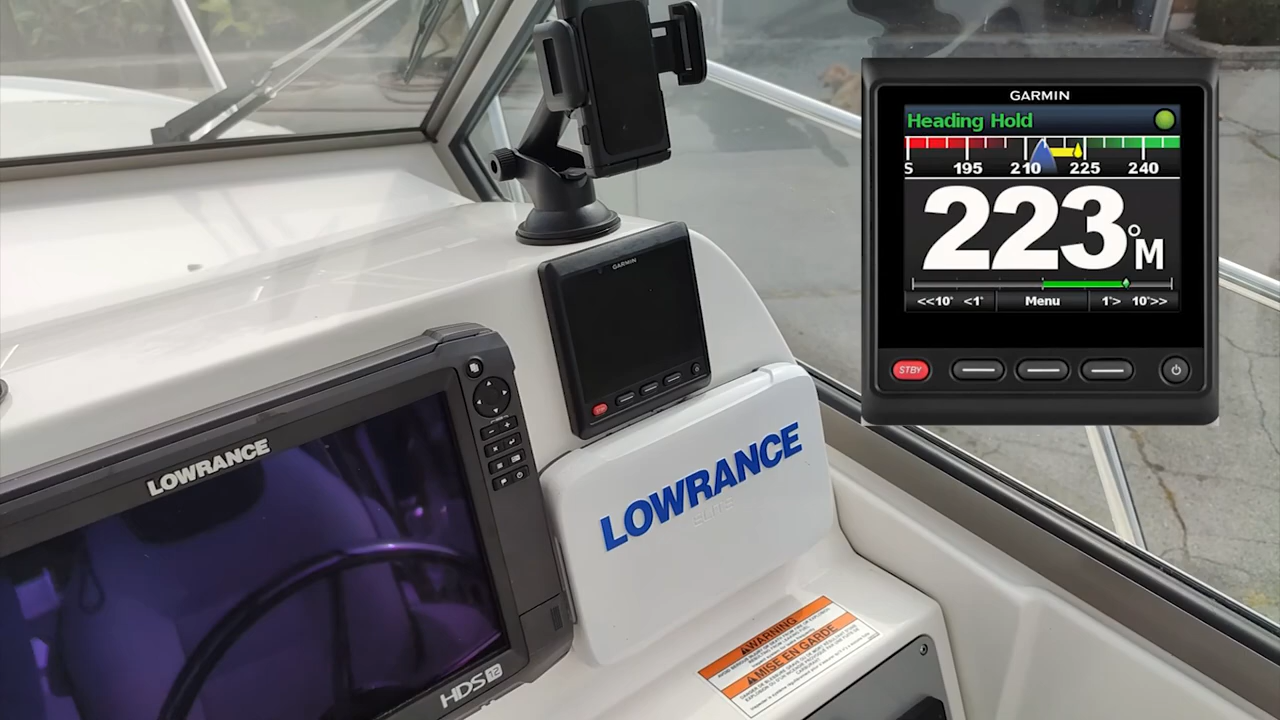 GARMIN
Heading Hold
S 195 210 225 240
223°M
<<10° <1° Menu 1°> 10°>>
STBY
GARMIN
LOWRANCE
LOWRANCE
ELITE
HDS 12
WARNING
MISE EN GARDE